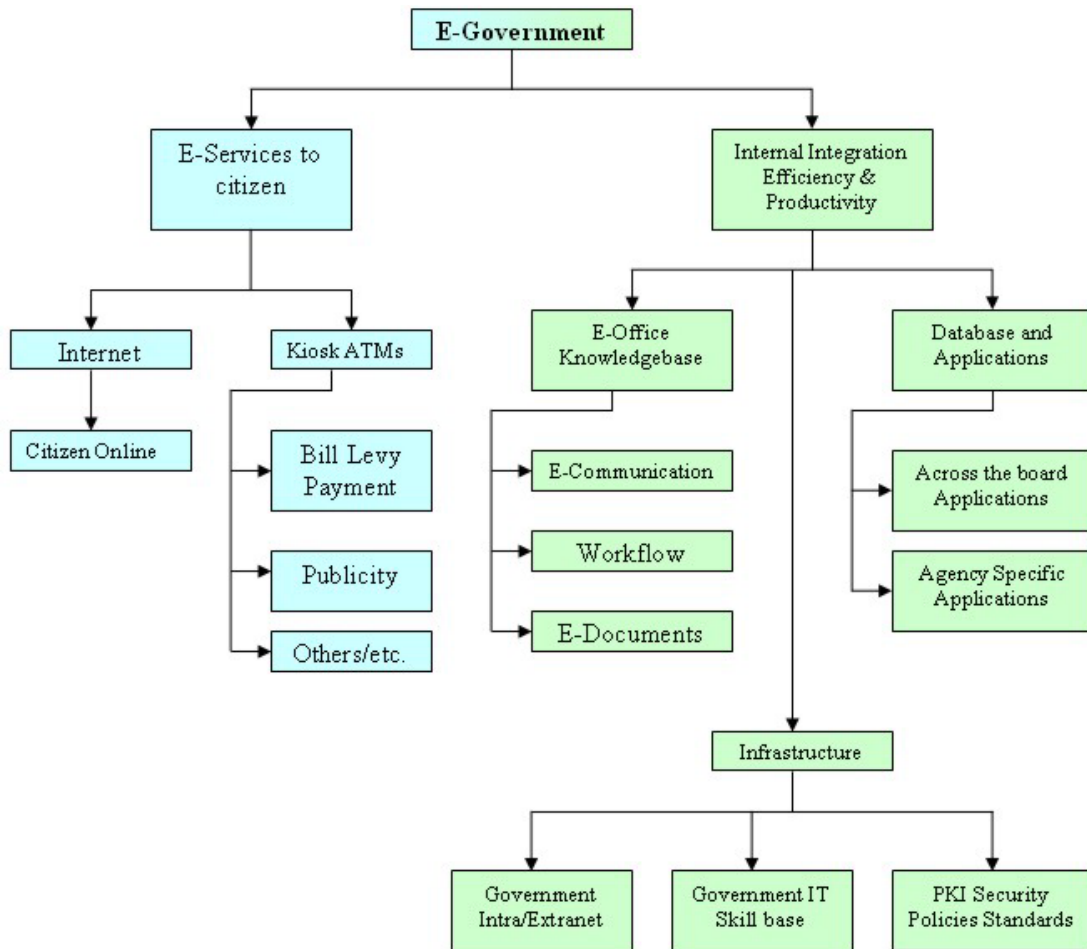 E-Government
E-Services to
citizen
Internal Integration
Efficiency &
Productivity
Internet
Kiosk ATMs
E-Office
Knowledgebase
Database and
Applications
Citizen Online
Bill Levy
Payment
E-Communication
Across the board
Applications
Publicity
Workflow
Agency Specific
Applications
Others/etc.
E-Documents
Infrastructure
Government
Intra/Extranet
Government IT
Skill base
PKI Security
Policies Standards